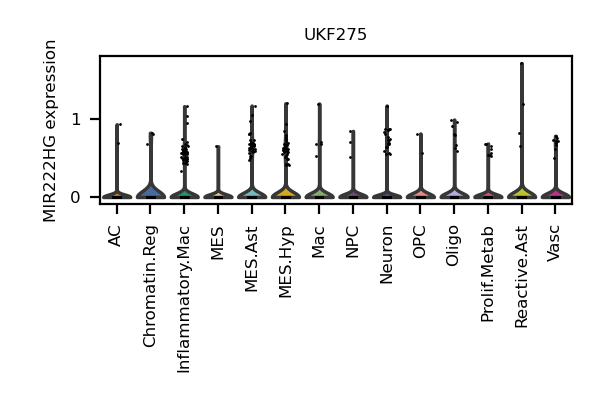 UKF275
MIR222HG expression
1
0
AC
Chromatin.Reg
Inflammatory.Mac
MES
MES.Ast
MES.Hyp
Mac
NPC
Neuron
OPC
Oligo
Prolif.Metab
Reactive.Ast
Vasc